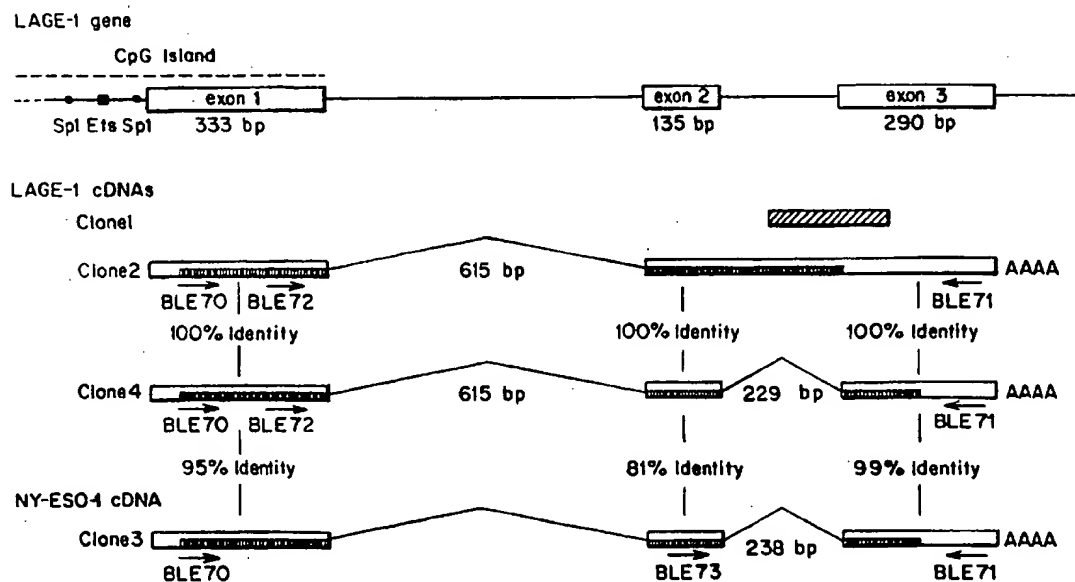 LAGE-1 gene
CpG Island
exon 1
exon 2
exon 3
Sp1 Ets Sp1
333 bp
135 bp
290 bp
LAGE-1 cDNAs
Clone1
Clone2
615 bp
AAAA
BLE70
BLE72
BLE71
100% Identity
100% Identity
100% Identity
Clone4
615 bp
229 bp
AAAA
BLE70
BLE72
BLE71
95% Identity
81% Identity
99% Identity
NY-ESO-1 cDNA
Clone3
238 bp
AAAA
BLE70
BLE73
BLE71